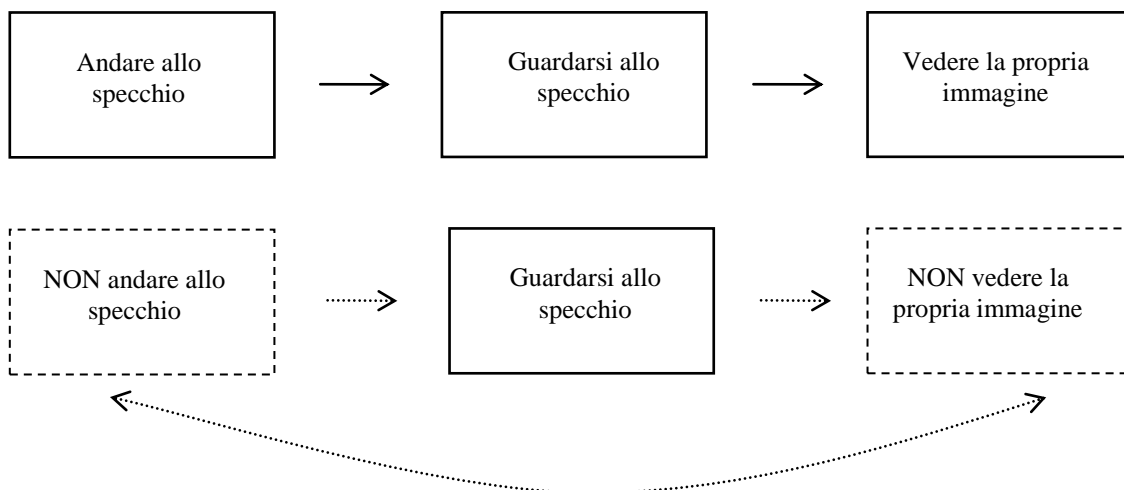 Andare allo
specchio
Guardarsi allo
specchio
Vedere la propria
immagine
NON andare allo
specchio
Guardarsi allo
specchio
NON vedere la
propria immagine